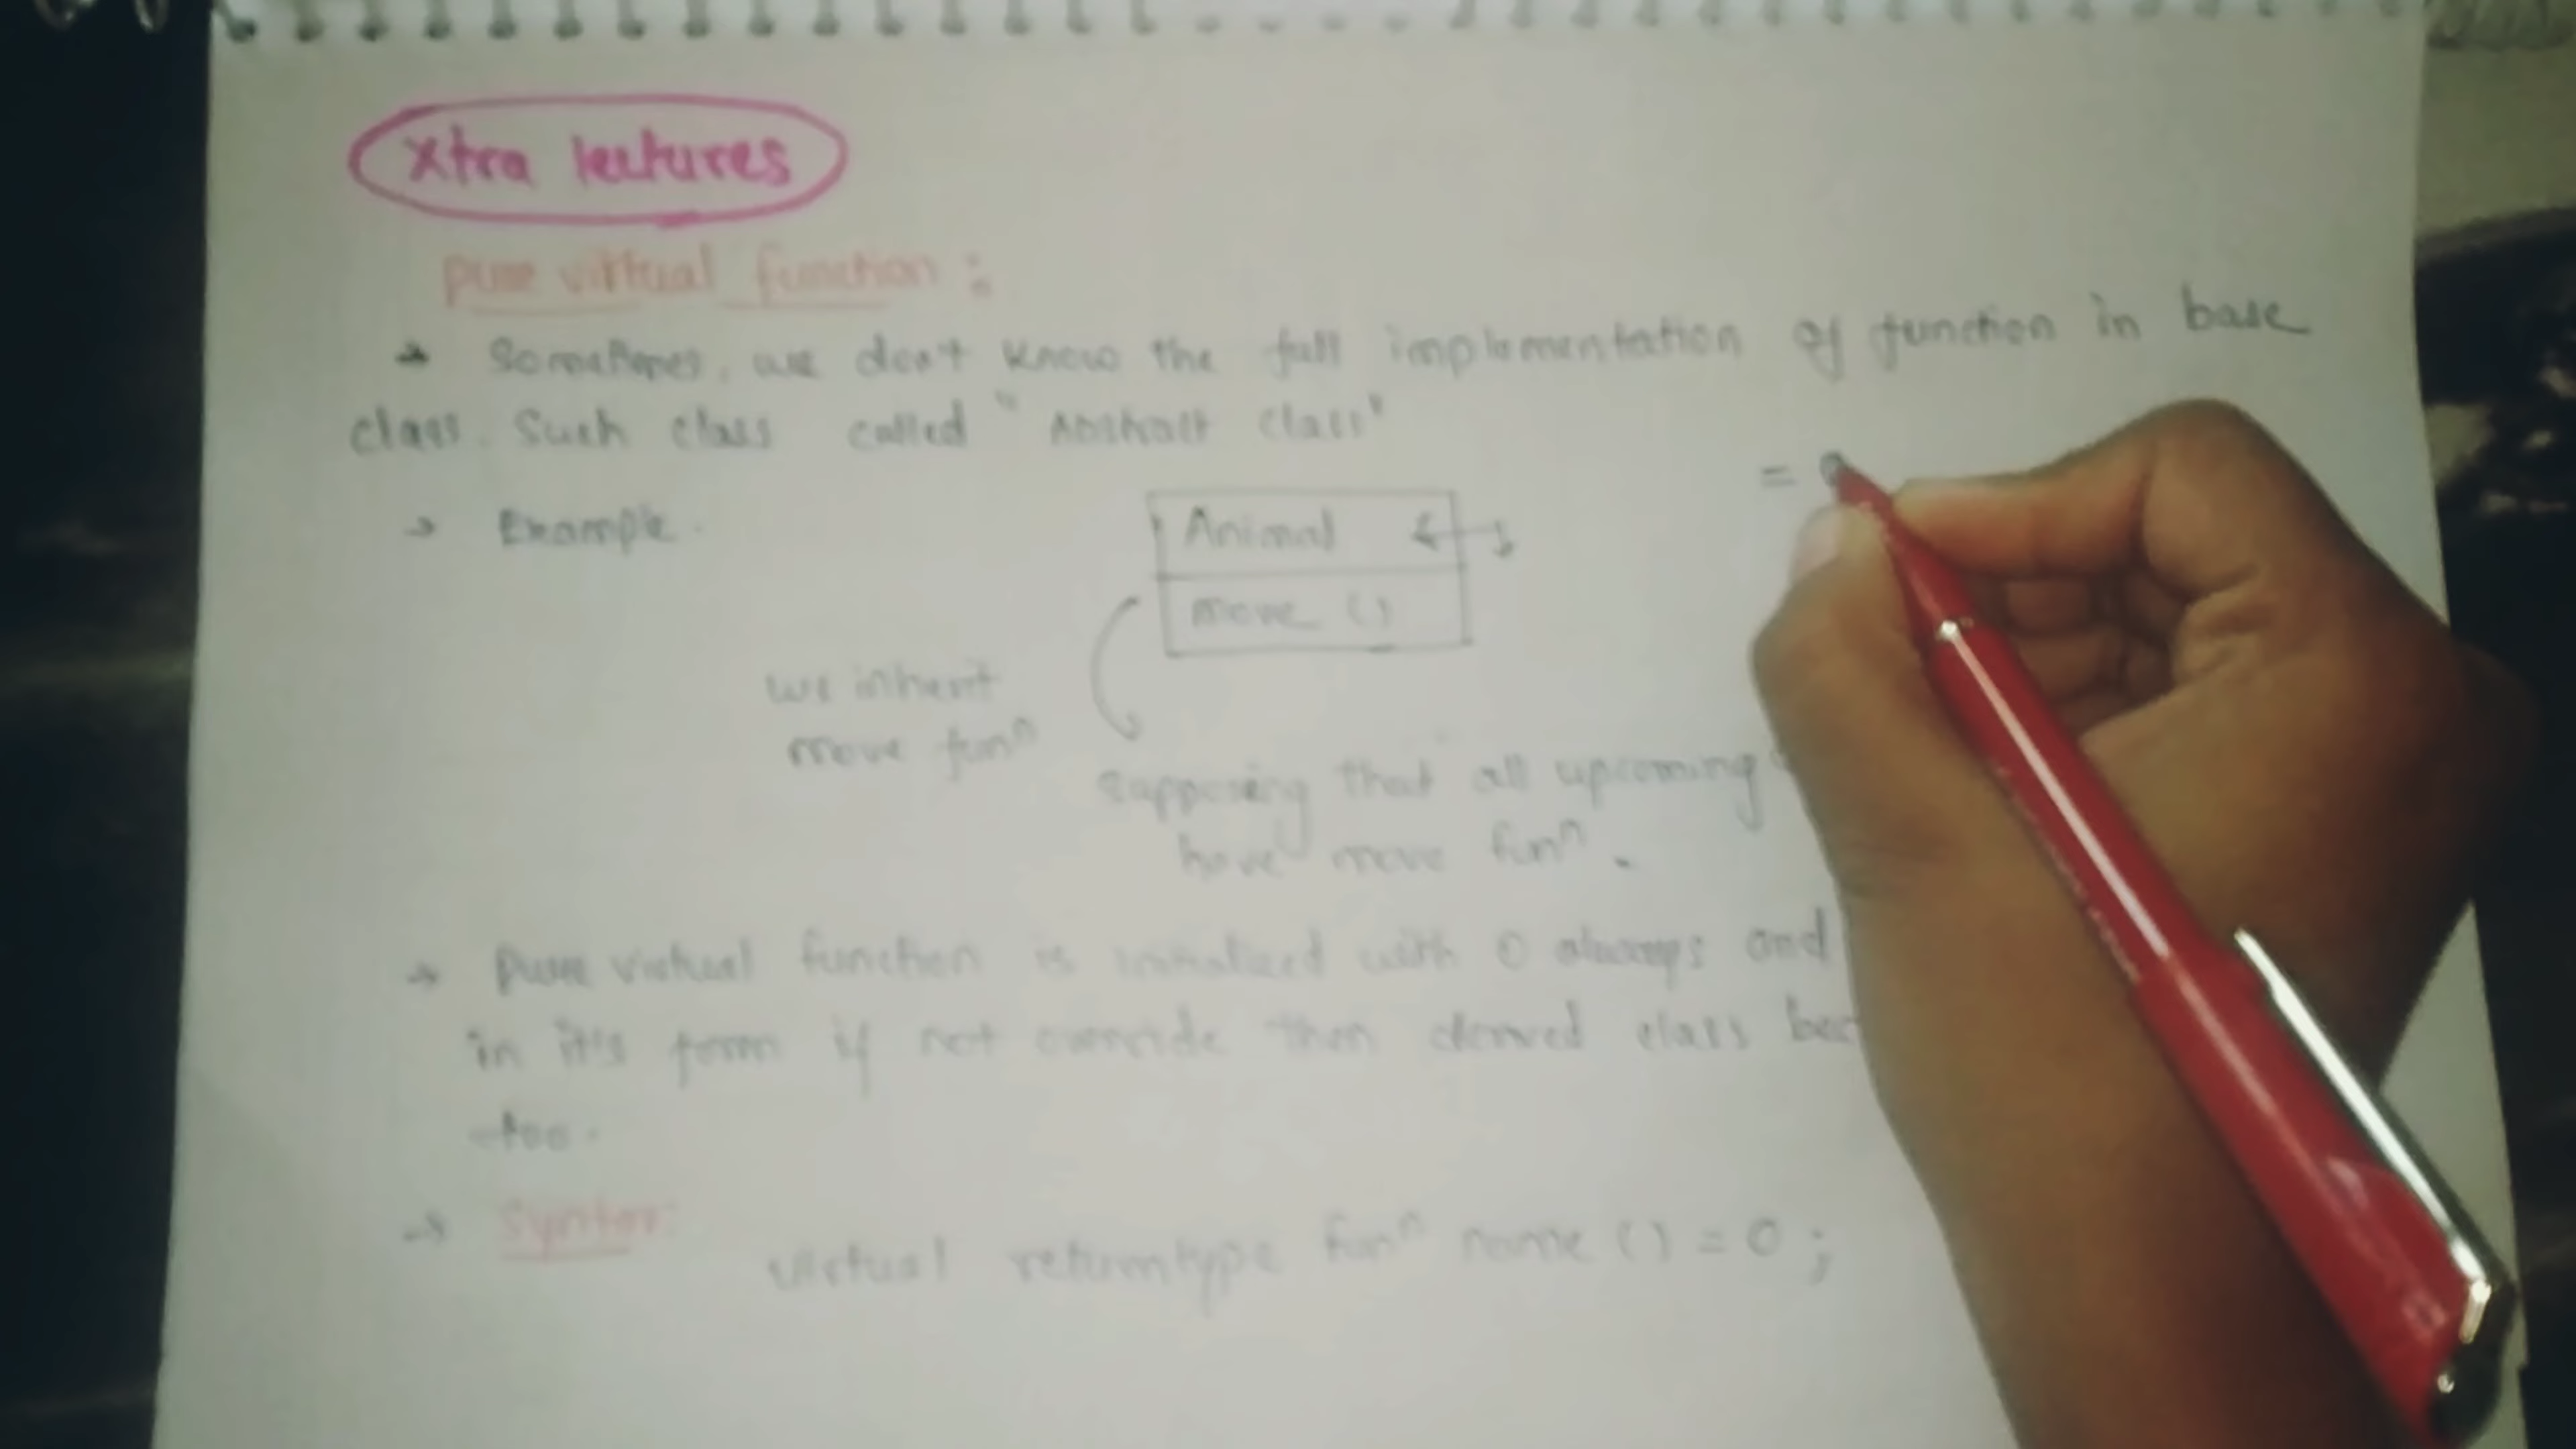 Xtra lectures
pure virtual function :
→ Sometimes, we don't know the full implementation of function in base
class. Such class called "Abstract Class"
= 0
→ Example.
Animal
move ()
we inherit
move funⁿ
supposing that all upcoming
have move funⁿ.
→ pure virtual function is initialized with 0 always and
in it's form if not override then derived class
too.
→ Syntax:
virtual returntype funⁿ name () = 0 ;